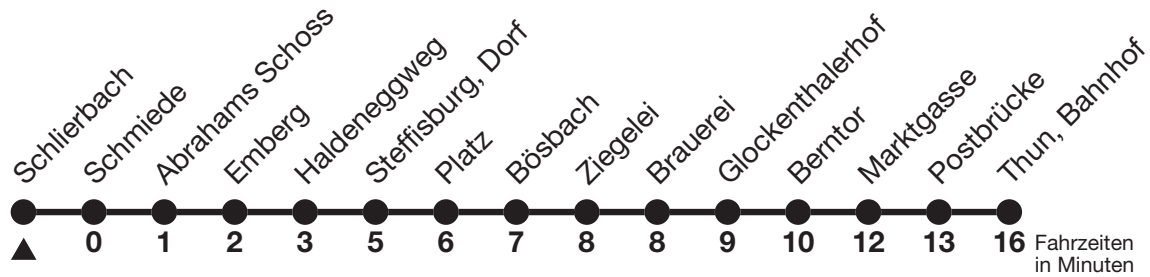 Schlierbach
Schmiede
Abrahams Schoss
Emberg
Haldeneggweg
Steffisburg, Dorf
Platz
Bösbach
Ziegelei
Brauerei
Glockenthalerhof
Berntor
Marktgasse
Postbrücke
Thun, Bahnhof
0 1 2 3 5 6 7 8 8 9 10 12 13 16 Fahrzeiten
in Minuten